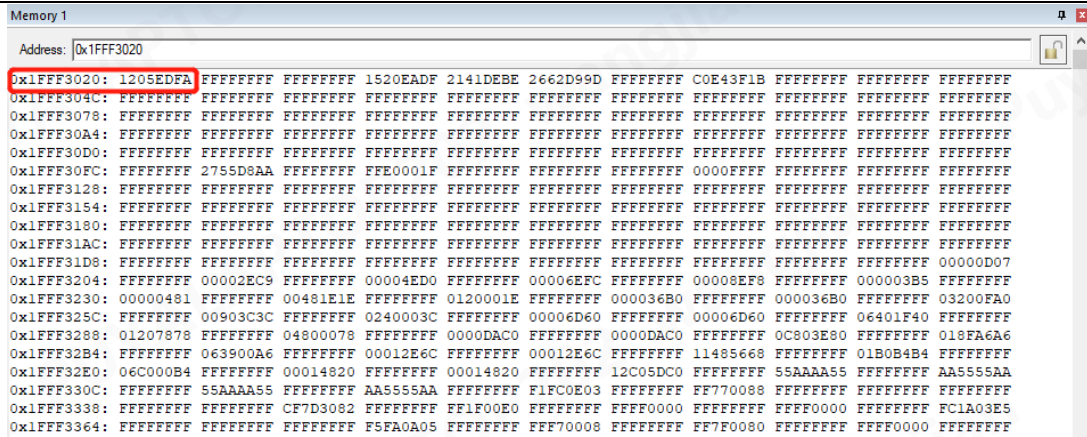 Memory 1
Address: 0x1FFF3020
0x1FFF3020: 1205EDFA FFFFFFFF FFFFFFFF 1520EADF 2141DEBE 2662D99D FFFFFFFF C0E43F1B FFFFFFFF FFFFFFFF FFFFFFFF
0x1FFF304C: FFFFFFFF FFFFFFFF FFFFFFFF FFFFFFFF FFFFFFFF FFFFFFFF FFFFFFFF FFFFFFFF FFFFFFFF FFFFFFFF FFFFFFFF
0x1FFF3078: FFFFFFFF FFFFFFFF FFFFFFFF FFFFFFFF FFFFFFFF FFFFFFFF FFFFFFFF FFFFFFFF FFFFFFFF FFFFFFFF FFFFFFFF
0x1FFF30A4: FFFFFFFF FFFFFFFF FFFFFFFF FFFFFFFF FFFFFFFF FFFFFFFF FFFFFFFF FFFFFFFF FFFFFFFF FFFFFFFF FFFFFFFF
0x1FFF30D0: FFFFFFFF FFFFFFFF FFFFFFFF FFFFFFFF FFFFFFFF FFFFFFFF FFFFFFFF FFFFFFFF FFFFFFFF FFFFFFFF FFFFFFFF
0x1FFF30FC: FFFFFFFF 2755D8AA FFFFFFFF FFE0001F FFFFFFFF FFFFFFFF FFFFFFFF 0000FFFF FFFFFFFF FFFFFFFF FFFFFFFF
0x1FFF3128: FFFFFFFF FFFFFFFF FFFFFFFF FFFFFFFF FFFFFFFF FFFFFFFF FFFFFFFF FFFFFFFF FFFFFFFF FFFFFFFF FFFFFFFF
0x1FFF3154: FFFFFFFF FFFFFFFF FFFFFFFF FFFFFFFF FFFFFFFF FFFFFFFF FFFFFFFF FFFFFFFF FFFFFFFF FFFFFFFF FFFFFFFF
0x1FFF3180: FFFFFFFF FFFFFFFF FFFFFFFF FFFFFFFF FFFFFFFF FFFFFFFF FFFFFFFF FFFFFFFF FFFFFFFF FFFFFFFF FFFFFFFF
0x1FFF31AC: FFFFFFFF FFFFFFFF FFFFFFFF FFFFFFFF FFFFFFFF FFFFFFFF FFFFFFFF FFFFFFFF FFFFFFFF FFFFFFFF FFFFFFFF
0x1FFF31D8: FFFFFFFF FFFFFFFF FFFFFFFF FFFFFFFF FFFFFFFF FFFFFFFF FFFFFFFF FFFFFFFF FFFFFFFF FFFFFFFF 00000D07
0x1FFF3204: FFFFFFFF 00002EC9 FFFFFFFF 00004ED0 FFFFFFFF 00006EFC FFFFFFFF 00008EF8 FFFFFFFF 000003B5 FFFFFFFF
0x1FFF3230: 00000481 FFFFFFFF 00481E1E FFFFFFFF 0120001E FFFFFFFF 000036B0 FFFFFFFF 000036B0 FFFFFFFF 03200FA0
0x1FFF325C: FFFFFFFF 00903C3C FFFFFFFF 0240003C FFFFFFFF 00006D60 FFFFFFFF 00006D60 FFFFFFFF 06401F40 FFFFFFFF
0x1FFF3288: 01207878 FFFFFFFF 04800078 FFFFFFFF 0000DAC0 FFFFFFFF 0000DAC0 FFFFFFFF 0C803E80 FFFFFFFF 018FA6A6
0x1FFF32B4: FFFFFFFF 063900A6 FFFFFFFF 00012E6C FFFFFFFF 00012E6C FFFFFFFF 11485668 FFFFFFFF 01B0B4B4 FFFFFFFF
0x1FFF32E0: 06C000B4 FFFFFFFF 00014820 FFFFFFFF 00014820 FFFFFFFF 12C05DC0 FFFFFFFF 55AAAA55 FFFFFFFF AA5555AA
0x1FFF330C: FFFFFFFF 55AAAA55 FFFFFFFF AA5555AA FFFFFFFF F1FC0E03 FFFFFFFF FF770088 FFFFFFFF FFFFFFFF FFFFFFFF
0x1FFF3338: FFFFFFFF FFFFFFFF CF7D3082 FFFFFFFF FF1F00E0 FFFFFFFF FFFF0000 FFFFFFFF FFFF0000 FFFFFFFF FC1A03E5
0x1FFF3364: FFFFFFFF FFFFFFFF FFFFFFFF F5FA0A05 FFFFFFFF FFF70008 FFFFFFFF FF7F0080 FFFFFFFF FFFF0000 FFFFFFFF